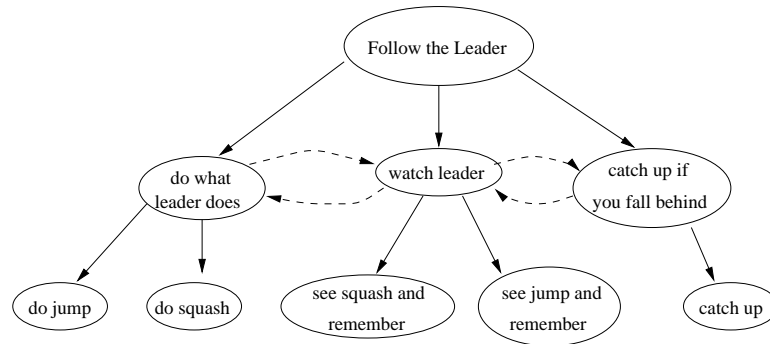 Follow the Leader
do what
leader does
watch leader
catch up if
you fall behind
do jump
do squash
see squash and
remember
see jump and
remember
catch up